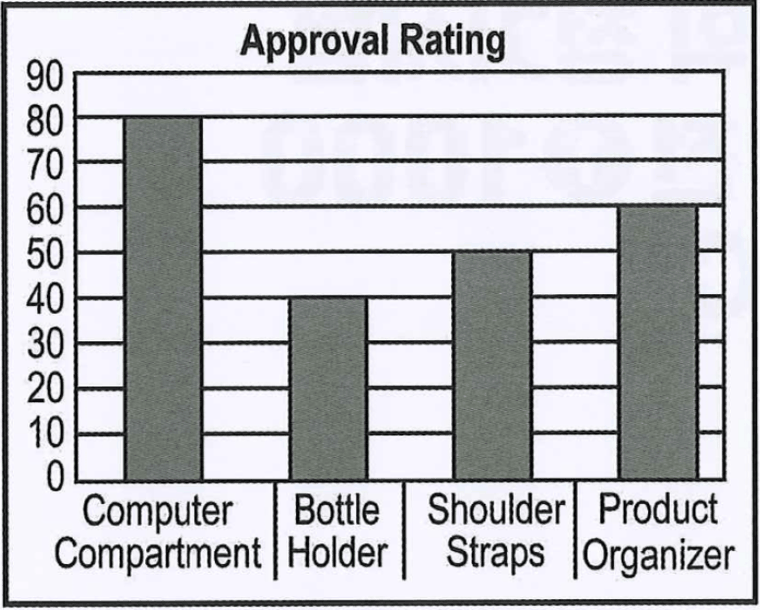 Approval Rating
90
80
70
60
50
40
30
20
10
0
Computer Compartment
Bottle Holder
Shoulder Straps
Product Organizer